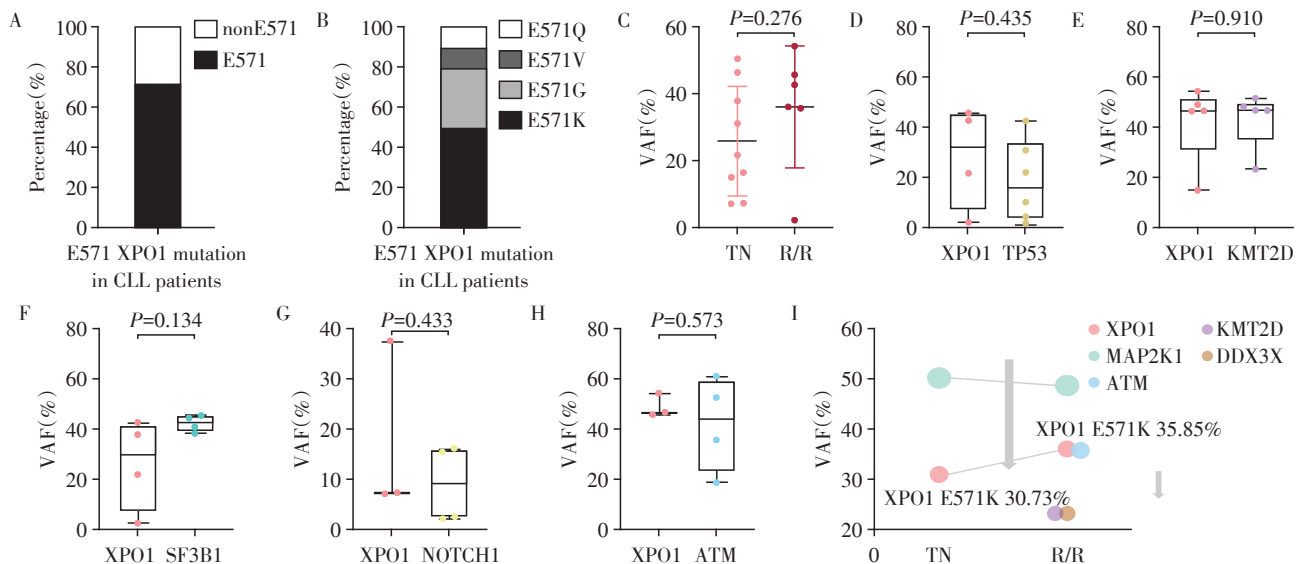 A
Percentage(%)
100
80
60
40
20
0
nonE571
E571
E571 XPO1 mutation
in CLL patients
B
Percentage(%)
100
80
60
40
20
0
E571Q
E571V
E571G
E571K
E571 XPO1 mutation
in CLL patients
C
P=0.276
VAF(%)
60
40
20
0
TN R/R
D
P=0.435
VAF(%)
80
60
40
20
0
XPO1 TP53
E
P=0.910
VAF(%)
80
60
40
20
0
XPO1 KMT2D
F
P=0.134
VAF(%)
80
60
40
20
0
XPO1 SF3B1
G
P=0.433
VAF(%)
40
30
20
10
0
XPO1 NOTCH1
H
P=0.573
VAF(%)
80
60
40
20
0
XPO1 ATM
I
VAF(%)
60
50
40
30
20
0
XPO1 KMT2D
MAP2K1 DDX3X
ATM
XPO1 E571K 35.85%
XPO1 E571K 30.73%
TN R/R